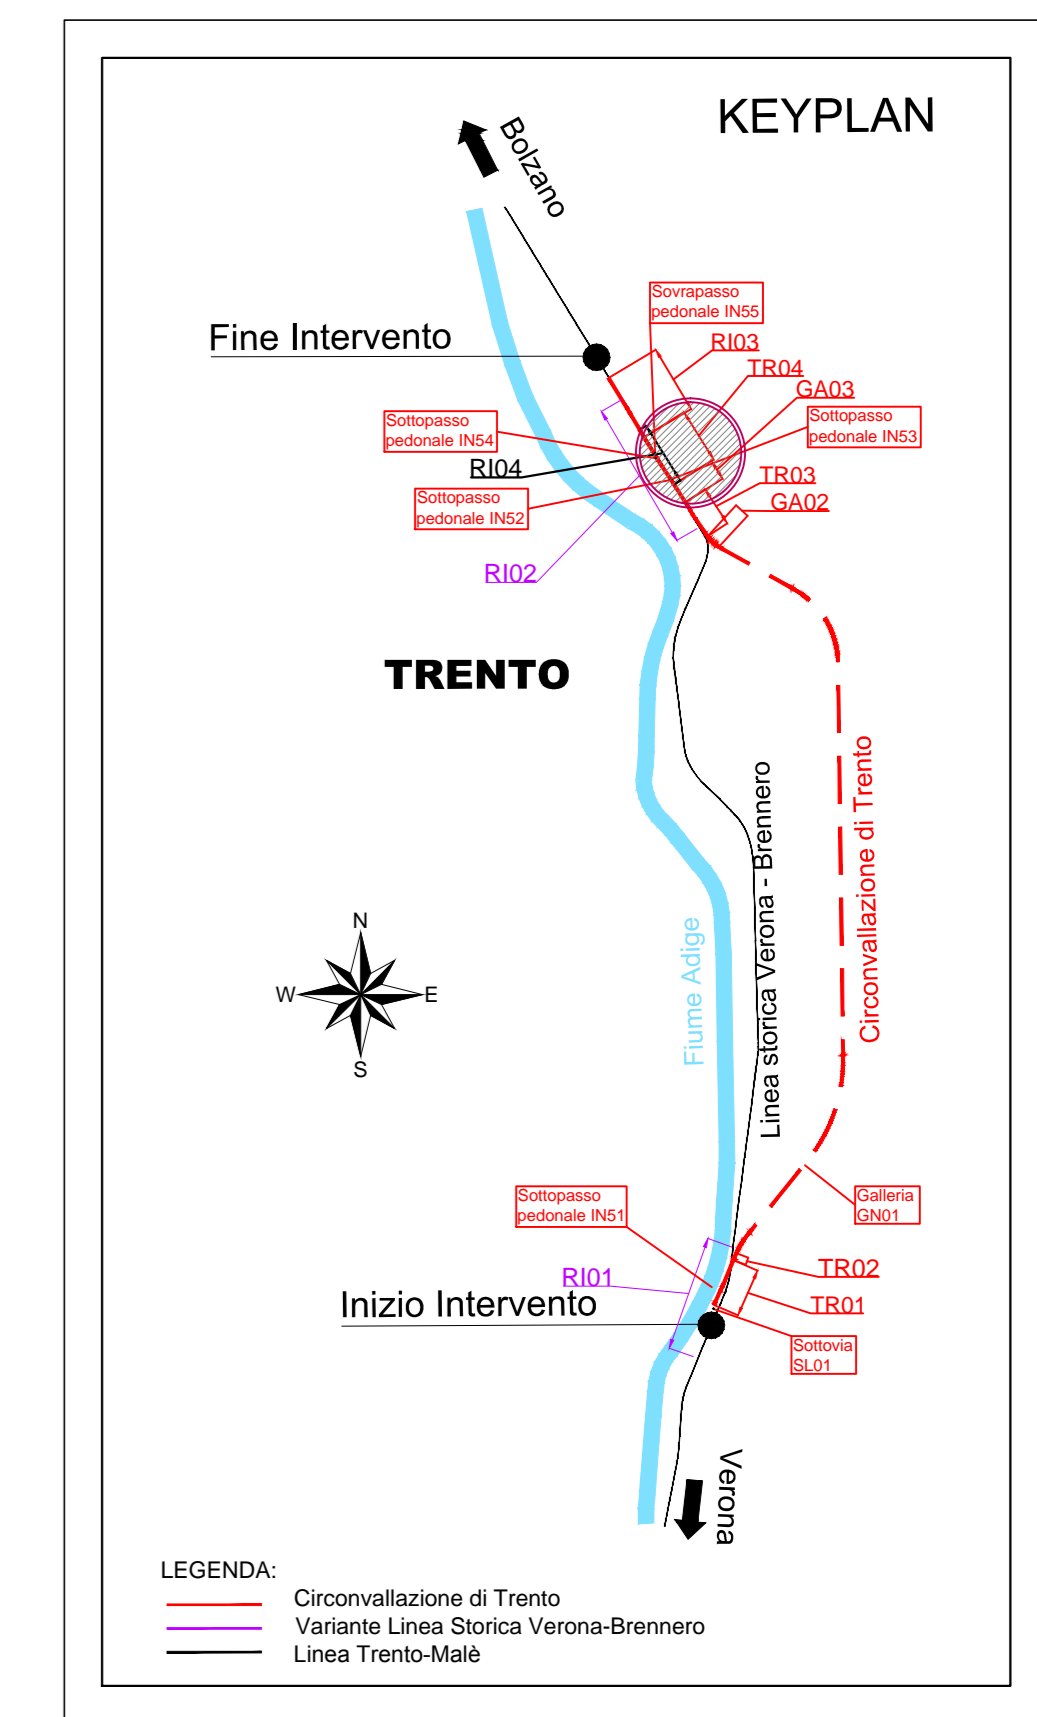 KEYPLAN
Bolzano
Sovrapasso
pedonale IN55
Fine Intervento
RI03
TR04
GA03
Sottopasso
pedonale IN54
Sottopasso
pedonale IN53
RI04
TR03
Sottopasso
pedonale IN52
GA02
RI02
TRENTO
Circonvallazione di Trento
Linea storica Verona - Brennero
Fiume Adige
N
W
E
S
Sottopasso
pedonale IN51
Galleria
GN01
RI01
TR02
Inizio Intervento
TR01
Sottovia
SL01
Verona
LEGENDA:
Circonvallazione di Trento
Variante Linea Storica Verona-Brennero
Linea Trento-Malè